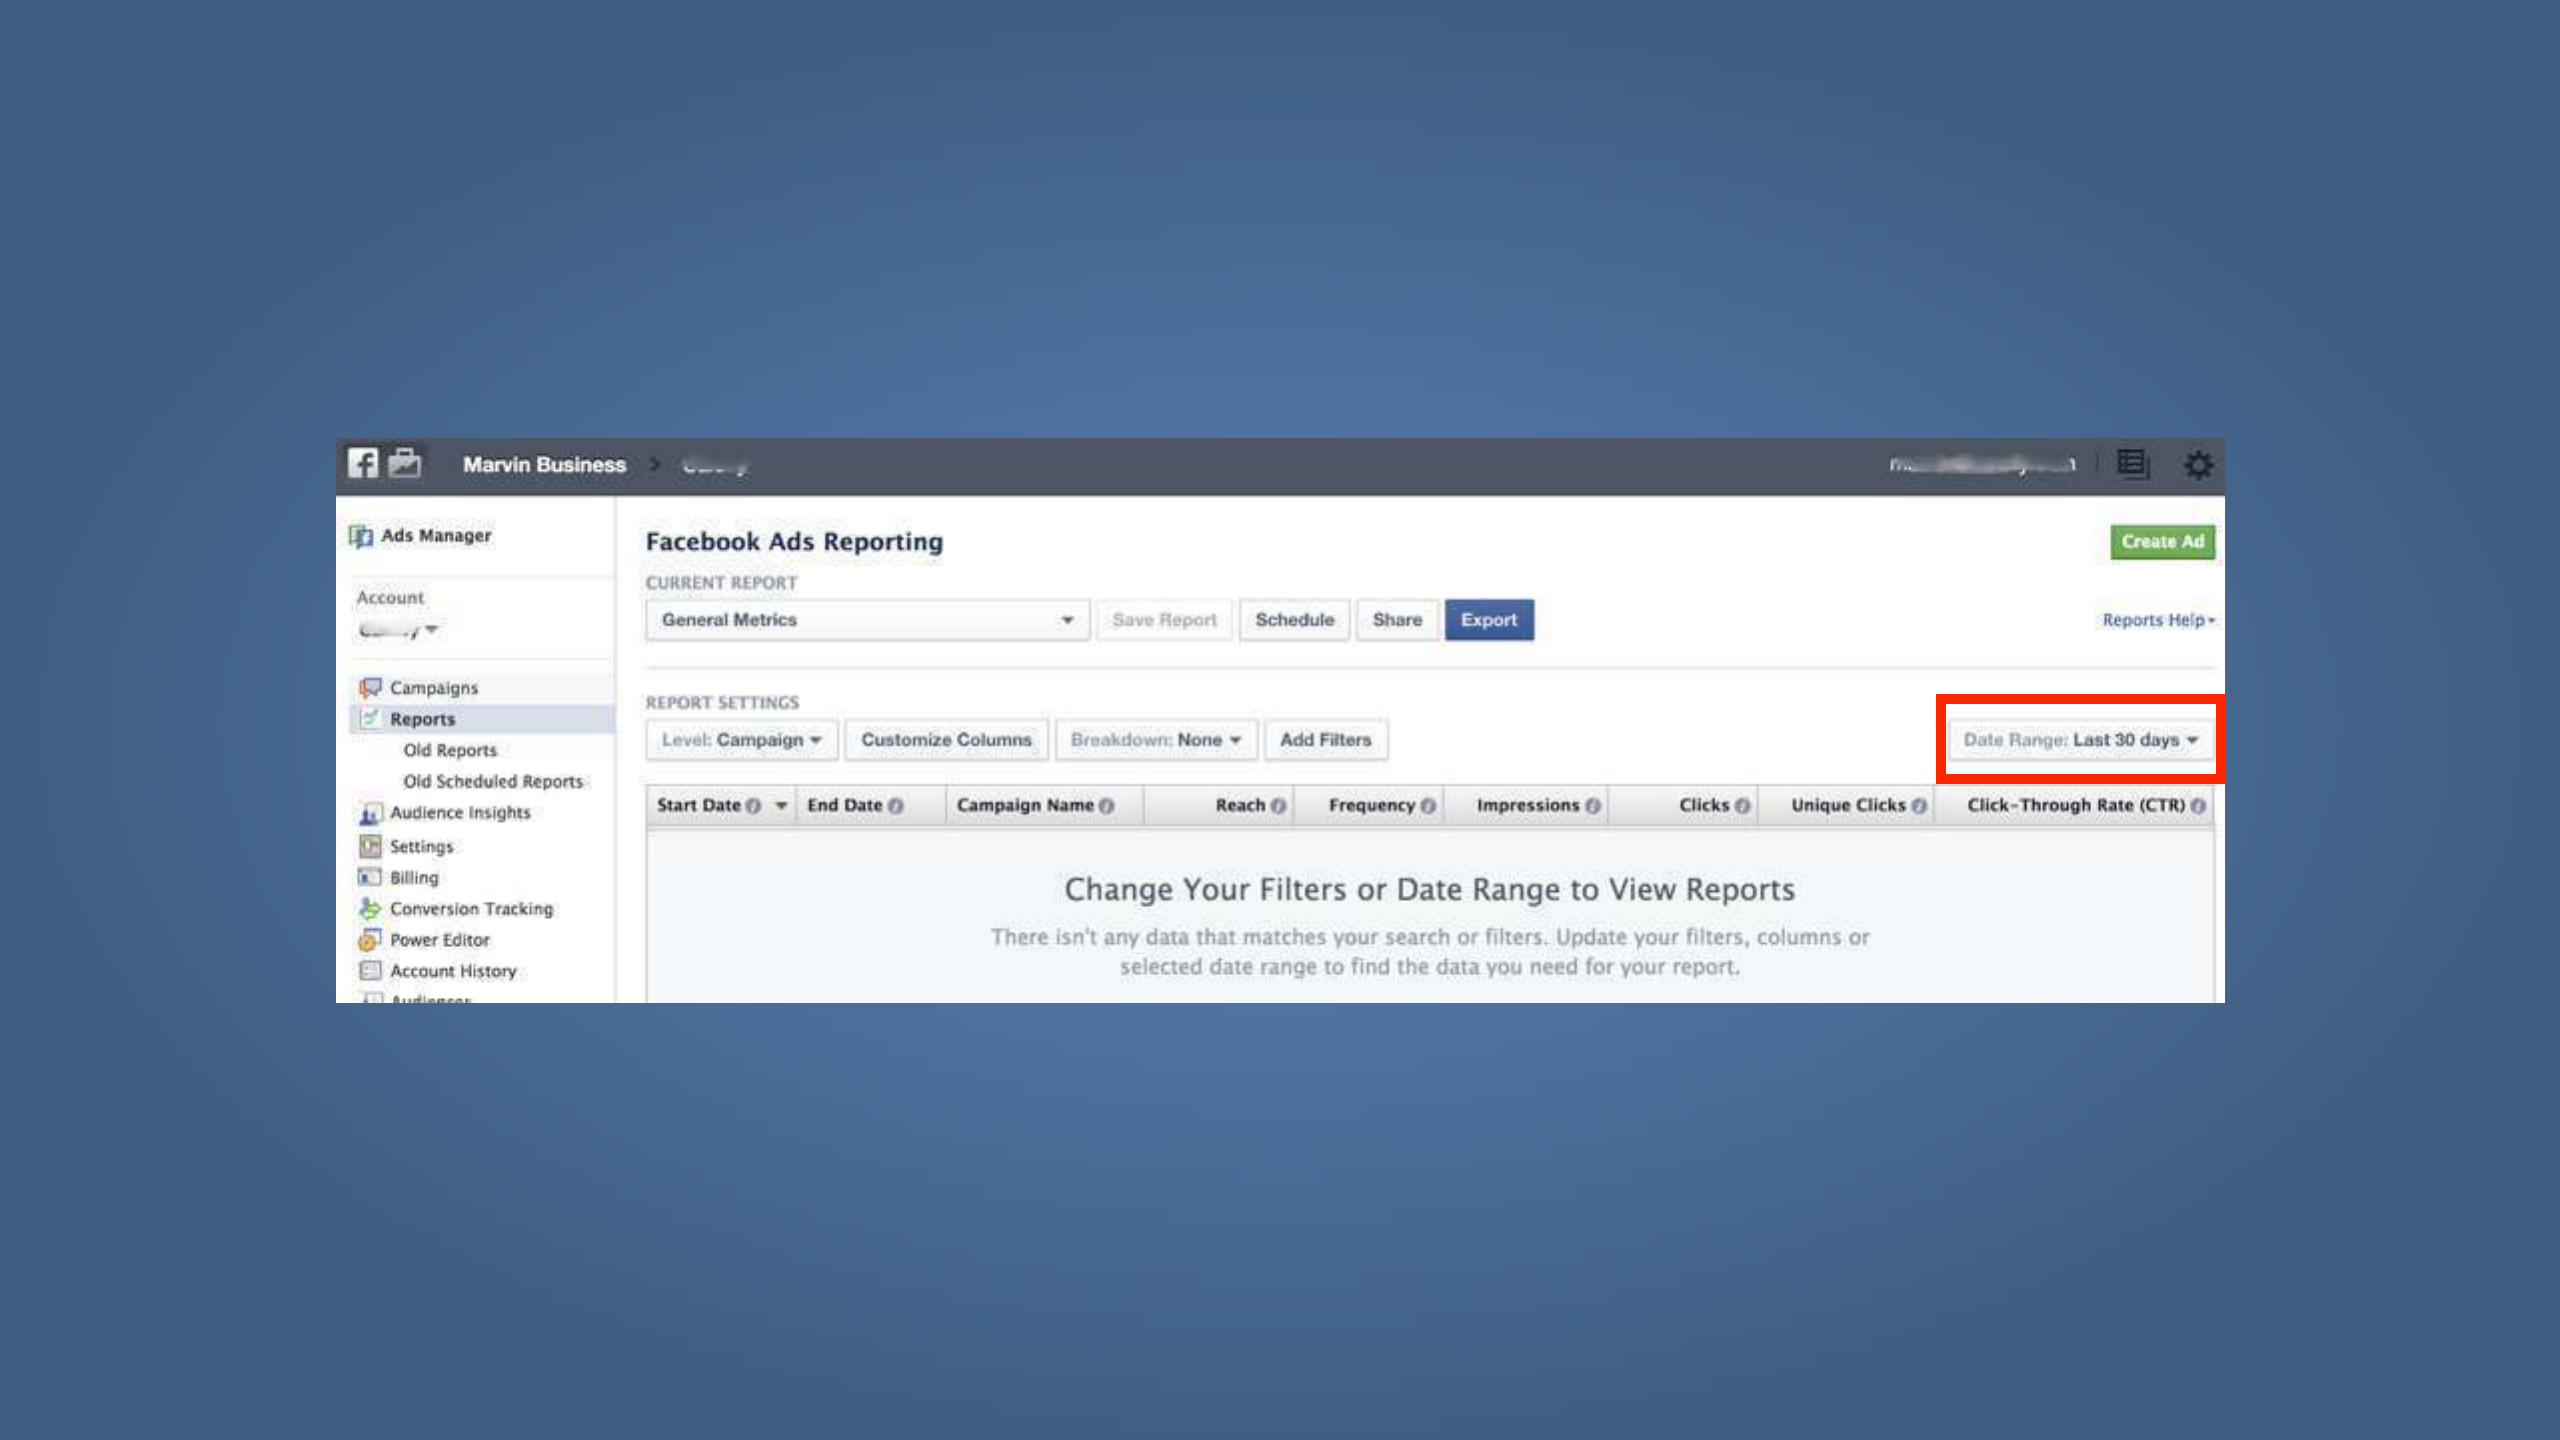 Marvin Business
Ads Manager
Account
Campaigns
Reports
Old Reports
Old Scheduled Reports
Audience Insights
Settings
Billing
Conversion Tracking
Power Editor
Account History
Facebook Ads Reporting
Create Ad
CURRENT REPORT
General Metrics Save Report Schedule Share Export Reports Help
REPORT SETTINGS
Level: Campaign Customize Columns Breakdown: None Add Filters Date Range: Last 30 days
Start Date End Date Campaign Name Reach Frequency Impressions Clicks Unique Clicks Click-Through Rate (CTR)
Change Your Filters or Date Range to View Reports
There isn't any data that matches your search or filters. Update your filters, columns or
selected date range to find the data you need for your report.